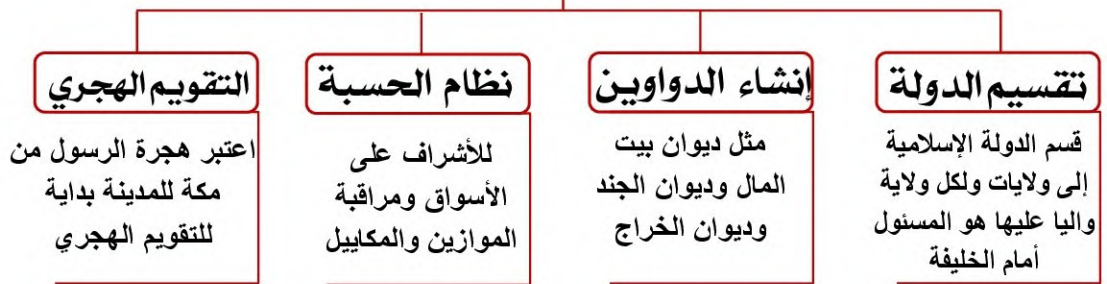 تقسيم الدولة
قسم الدولة الإسلامية
إلى ولايات ولكل ولاية
واليا عليها هو المسئول
أمام الخليفة
إنشاء الدواوين
مثل ديوان بيت
المال وديوان الجند
وديوان الخراج
نظام الحسبة
للأشراف على
الأسواق ومراقبة
الموازين والمكاييل
التقويم الهجري
اعتبر هجرة الرسول من
مكة للمدينة بداية
للتقويم الهجري